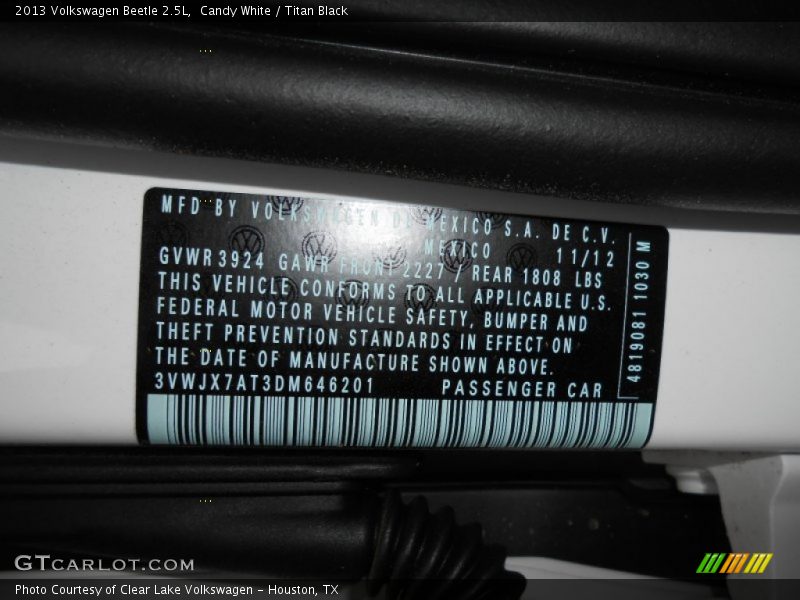 2013 Volkswagen Beetle 2.5L, Candy White / Titan Black
MFD BY VOLKSWAGEN DE MEXICO S.A. DE C.V.
MEXICO 11/12
GVWR3924 GAWR FRONT 2227 / REAR 1808 LBS
THIS VEHICLE CONFORMS TO ALL APPLICABLE U.S.
FEDERAL MOTOR VEHICLE SAFETY, BUMPER AND
THEFT PREVENTION STANDARDS IN EFFECT ON
THE DATE OF MANUFACTURE SHOWN ABOVE.
3VWJX7AT3DM646201 PASSENGER CAR
4819081 1030 M
GTCARLOT.COM
Photo Courtesy of Clear Lake Volkswagen - Houston, TX